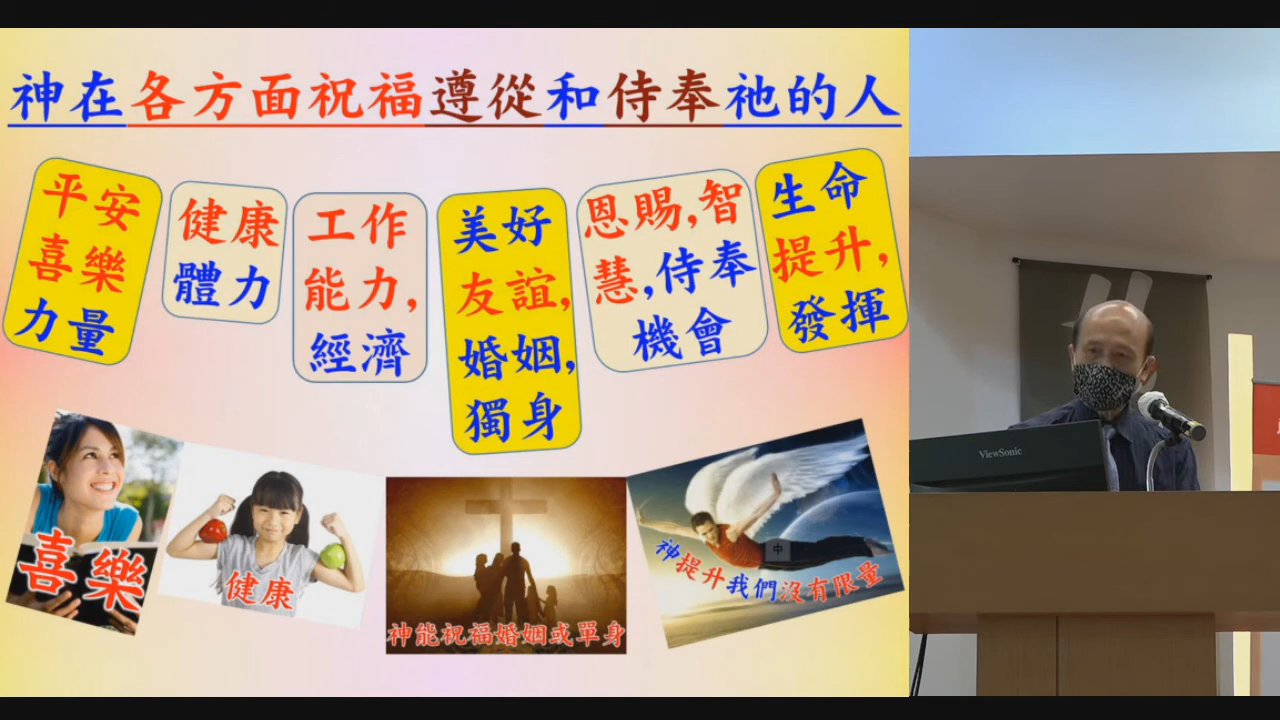 神在各方面祝福遵從和侍奉祂的人
平安
喜樂
力量
健康
體力
工作
能力,
經濟
美好
友誼,
婚姻,
獨身
恩賜,智
慧,侍奉
機會
生命
提升,
發揮
喜樂
健康
神能祝福婚姻或單身
神提升我們沒有限量
中
ViewSonic